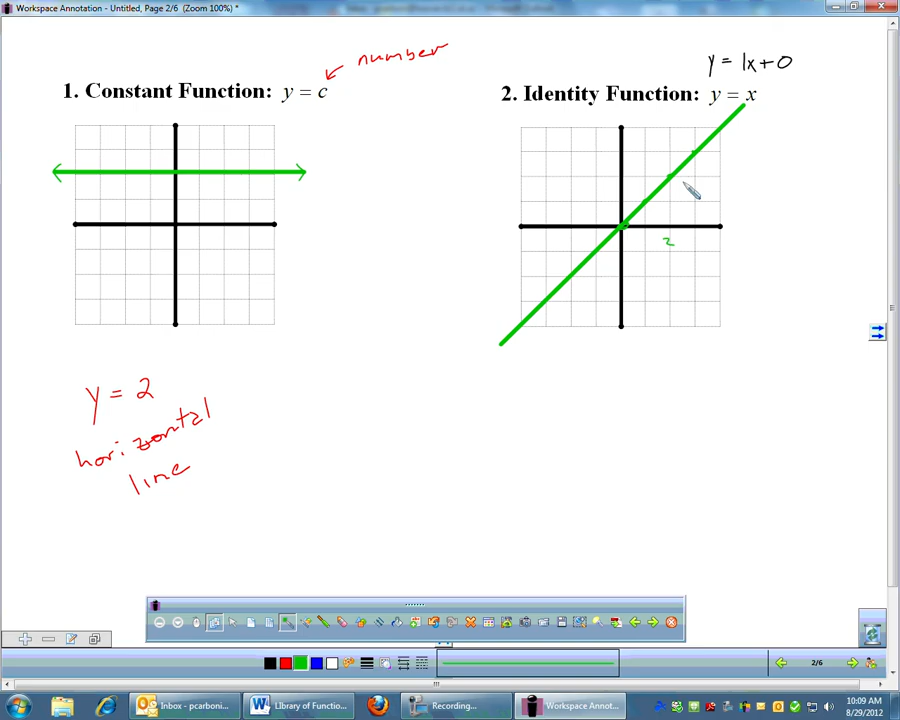 Workspace Annotation - Untitled, Page 2/6 (Zoom 100%) *
number
1. Constant Function: y = c
y = 1x+0
2. Identity Function: y = x
2
y = 2
horizontal
line
2/6
Inbox - pcarboni...
LIbrary of Functio...
Recording...
Workspace Annotat...
10:09 AM
8/29/2012